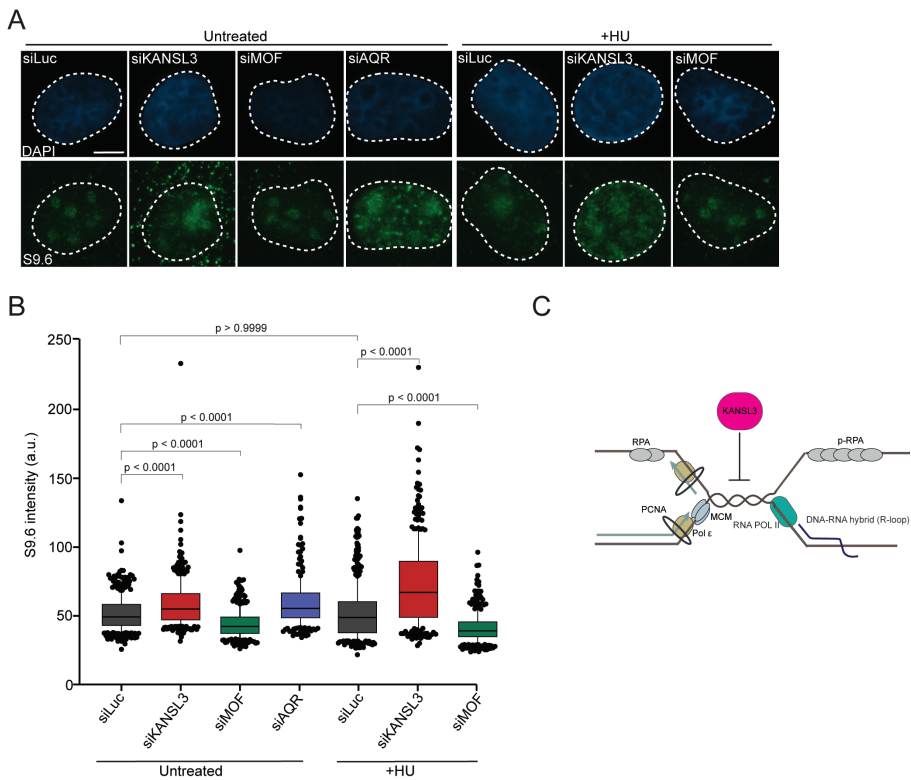 A
Untreated
+HU
siLuc siKANSL3 siMOF siAQR siLuc siKANSL3 siMOF
DAPI
S9.6
B
S9.6 intensity (a.u.)
250
200
150
100
50
0
p > 0.9999
p < 0.0001
p < 0.0001
p < 0.0001
p < 0.0001
p < 0.0001
siLuc siKANSL3 siMOF siAQR siLuc siKANSL3 siMOF
Untreated
+HU
C
KANSL3
RPA
p-RPA
PCNA
MCM
Pol ε
RNA POL II
DNA-RNA hybrid (R-loop)